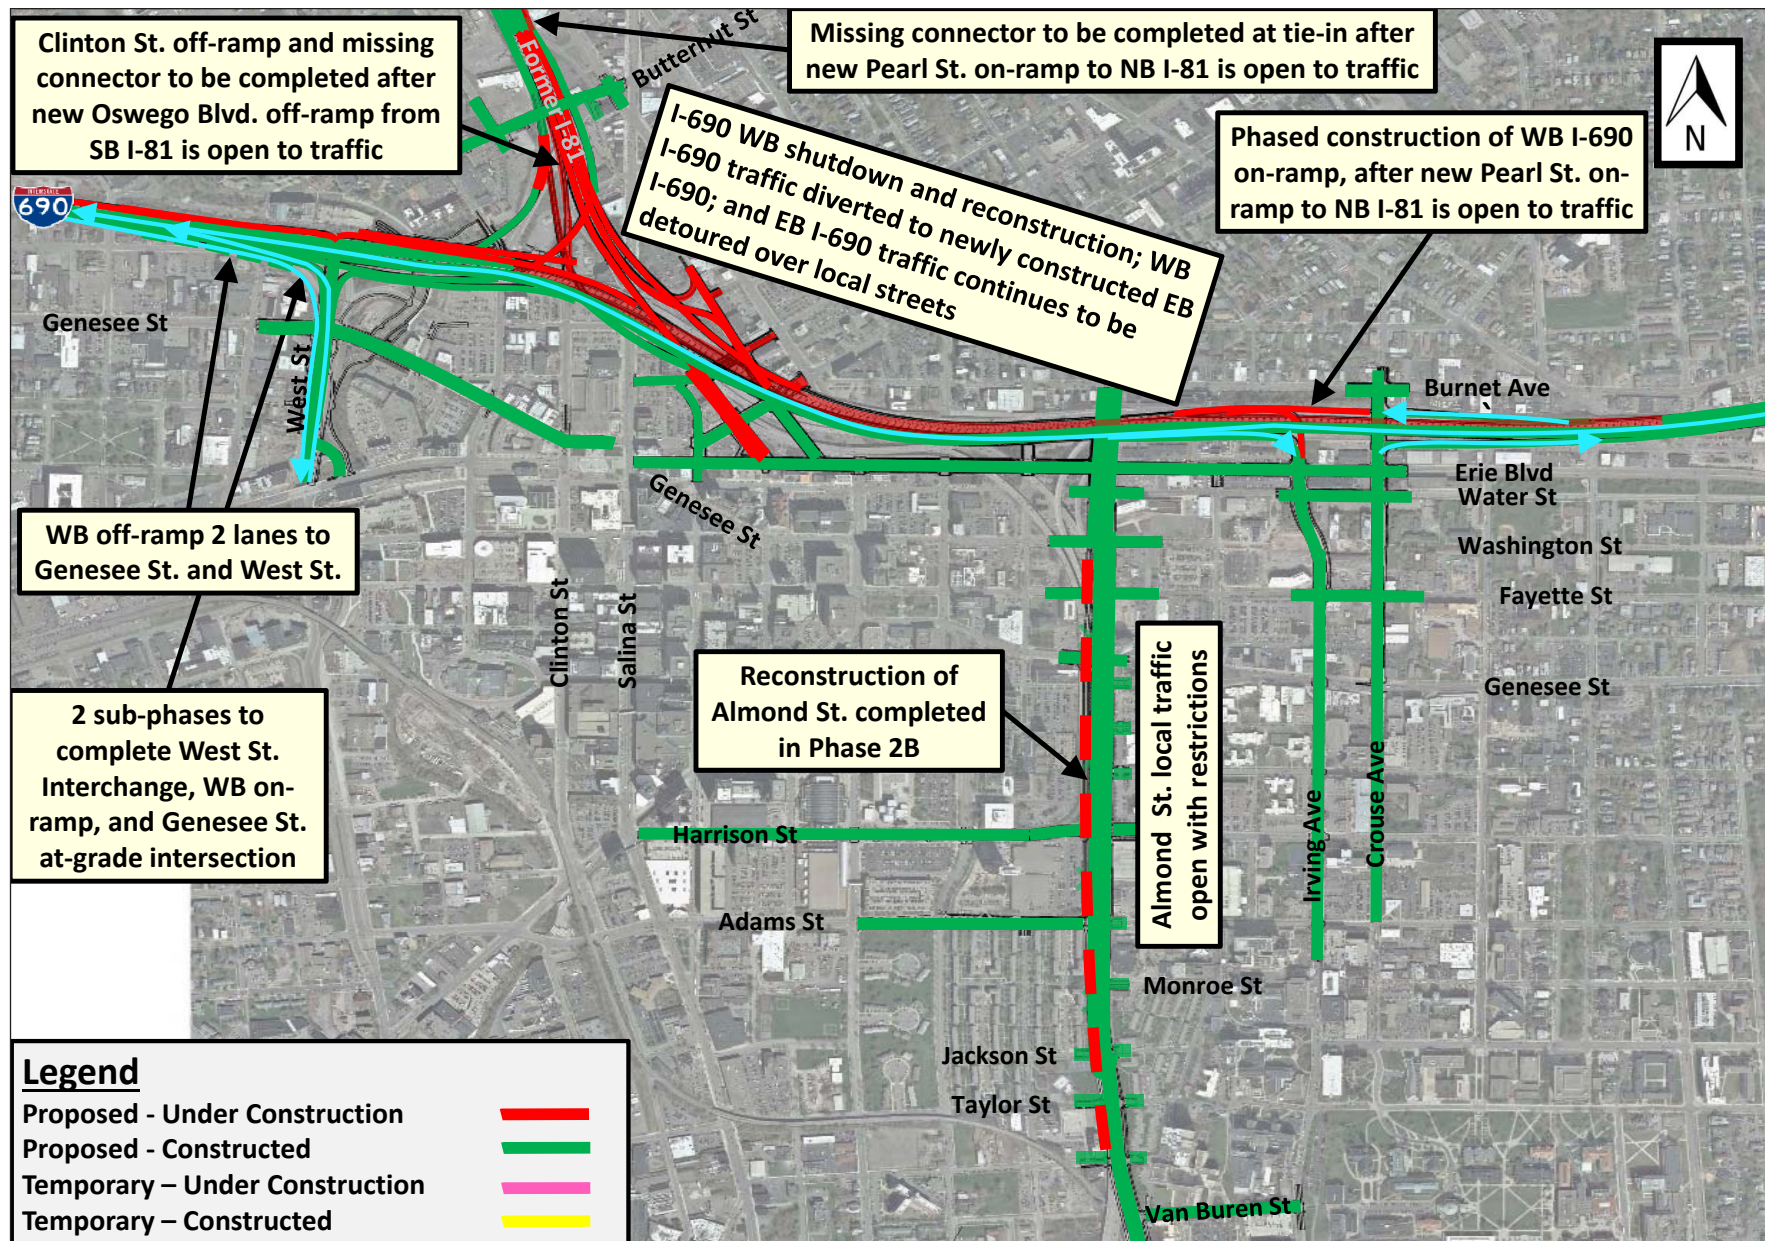 Clinton St. off-ramp and missing
connector to be completed after
new Oswego Blvd. off-ramp from
SB I-81 is open to traffic
Former I-81
Butternut St
Missing connector to be completed at tie-in after
new Pearl St. on-ramp to NB I-81 is open to traffic
N
I-690 WB shutdown and reconstruction; WB
I-690 traffic diverted to newly constructed EB
I-690; and EB I-690 traffic continues to be
detoured over local streets
Phased construction of WB I-690
on-ramp, after new Pearl St. on-
ramp to NB I-81 is open to traffic
INTERSTATE
690
Genesee St
West St
Burnet Ave
Erie Blvd
Water St
Genesee St
Washington St
Fayette St
WB off-ramp 2 lanes to
Genesee St. and West St.
Clinton St
Salina St
Genesee St
2 sub-phases to
complete West St.
Interchange, WB on-
ramp, and Genesee St.
at-grade intersection
Reconstruction of
Almond St. completed
in Phase 2B
Almond St. local traffic
open with restrictions
Irving Ave
Crouse Ave
Harrison St
Adams St
Monroe St
Jackson St
Taylor St
Van Buren St
Legend
Proposed - Under Construction
Proposed - Constructed
Temporary – Under Construction
Temporary – Constructed